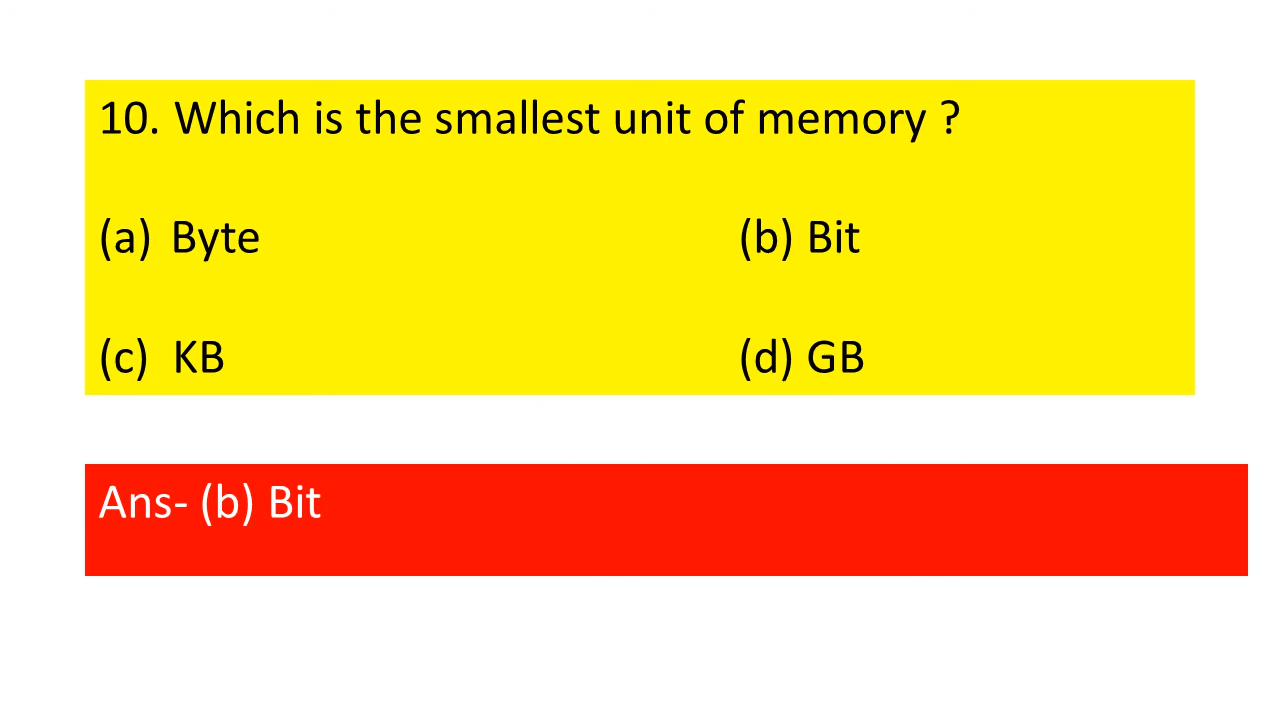 10. Which is the smallest unit of memory ?
(a) Byte (b) Bit
(c) KB (d) GB
Ans- (b) Bit